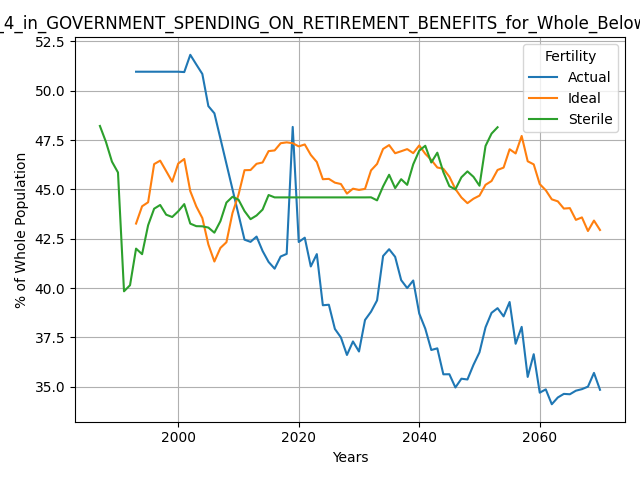 _4_in_GOVERNMENT_SPENDING_ON_RETIREMENT_BENEFITS_for_Whole_Below
52.5
50.0
47.5
45.0
42.5
40.0
37.5
35.0
% of Whole Population
2000
2020
2040
2060
Years
Fertility
Actual
Ideal
Sterile